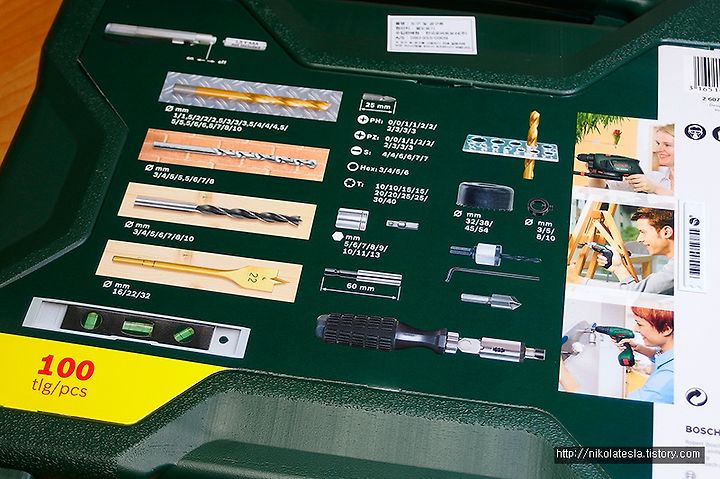 25 mm
Ø mm
1/1,5/2/2/2,5/3/3/3,5/4/4/4,5/
5/5,5/6/6,5/7/8/10
PH: 0/0/1/1/2/2/
2/3/3/3
PZ: 0/0/1/1/2/2/
2/3/3/3
S: 4/4/6/6/7/7
Hex: 3/4/5/6
T: 10/10/15/15/
20/20/25/25/
30/40
Ø mm
3/4/5/5,5/6/7/8
Ø mm
3/4/5/6/7/8/10
mm
5/6/7/8/9/
10/11/13
Ø mm
32/38/
45/54
Ø mm
3/5/
8/10
22
Ø mm
16/22/32
60 mm
100
tlg/pcs
BOSCH
http://nikolatesla.tistory.com